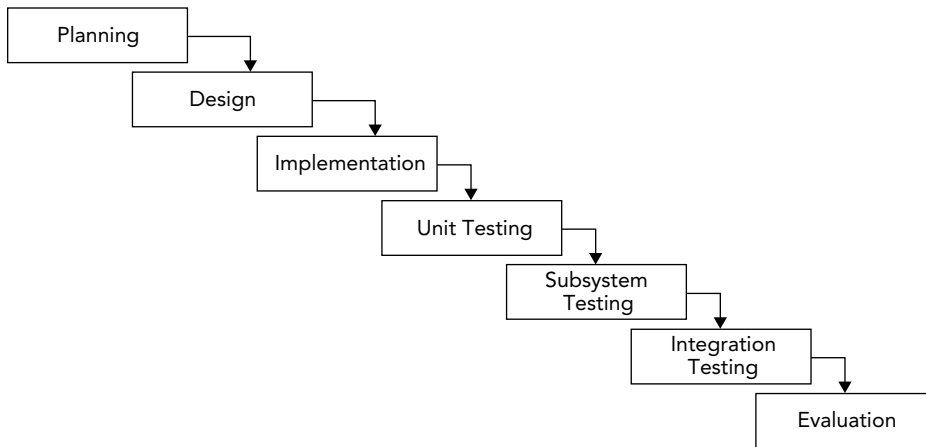 Planning
Design
Implementation
Unit Testing
Subsystem
Testing
Integration
Testing
Evaluation